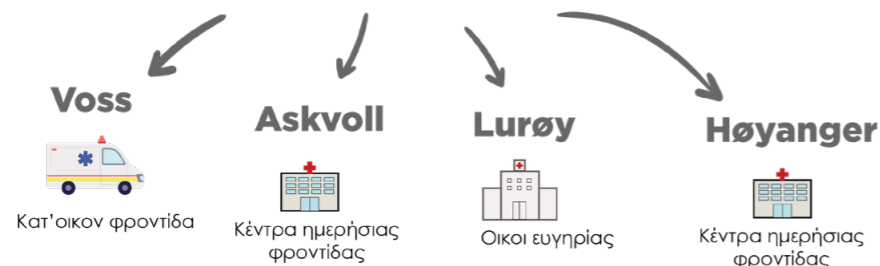 Voss
Κατ'οικον φροντίδα
Askvoll
Κέντρα ημερήσιας
φροντίδας
Lurøy
Οικοι ευγηρίας
Høyanger
Κέντρα ημερήσιας
φροντίδας